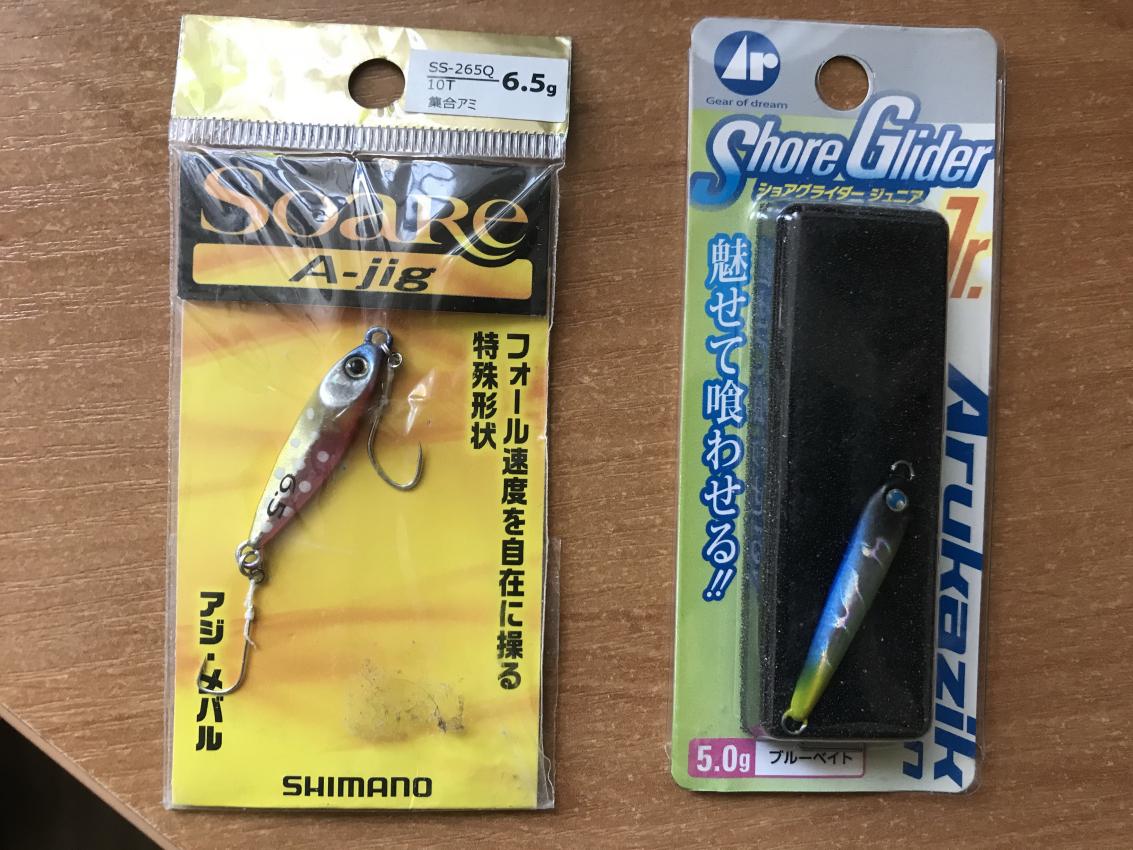 SS-265Q
10T
集合アミ
6.5g
SoaRe
A-jig
フォール速度を自在に操る
特殊形状
6.5
アジ・メバル
SHIMANO
Ar
Gear of dream
Shore Glider
ショアグライダー ジュニア
Jr.
魅せて喰わせる!!
Arukazik
5.0g
ブルーベイト